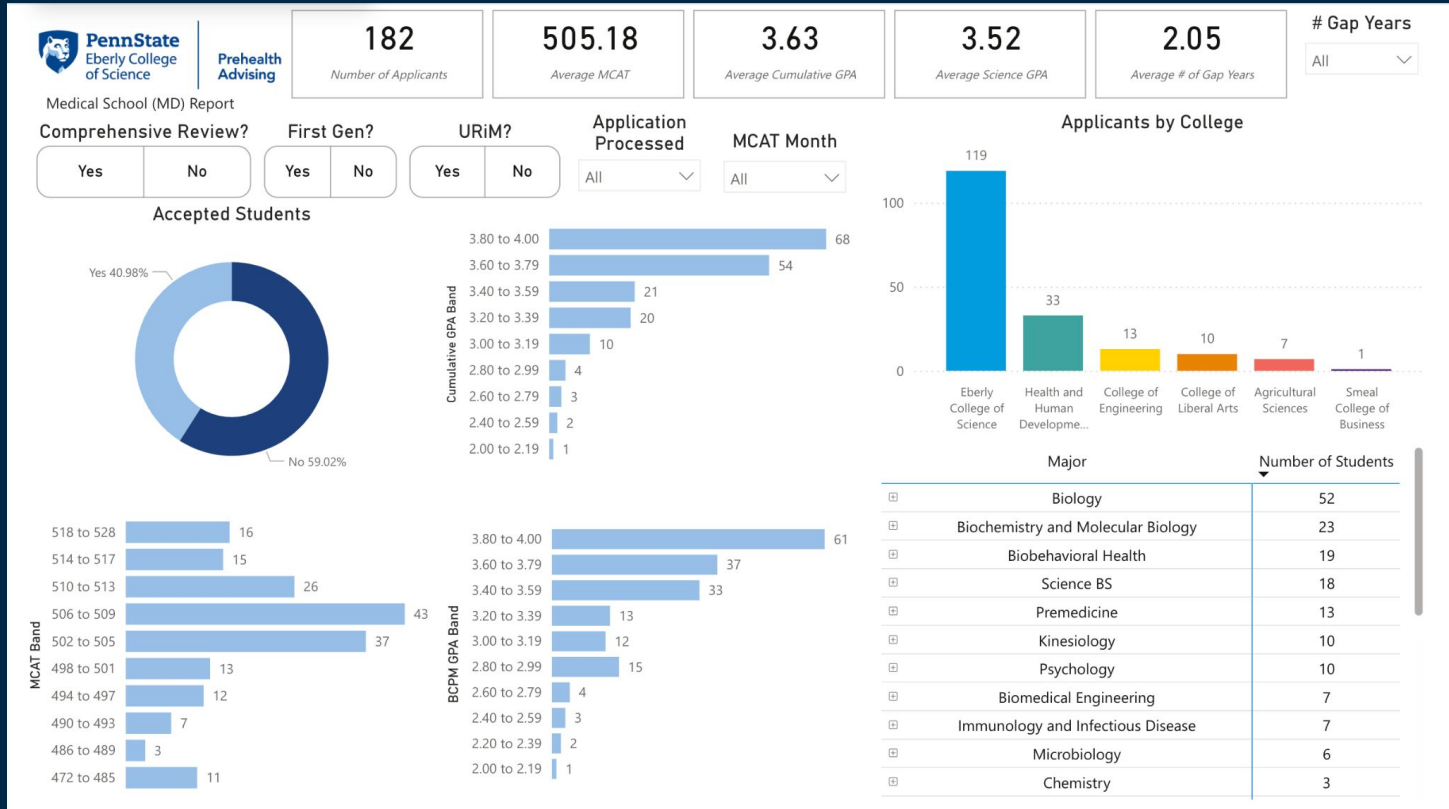 PennState
Eberly College
of Science
Prehealth
Advising
Medical School (MD) Report
182
Number of Applicants
505.18
Average MCAT
3.63
Average Cumulative GPA
3.52
Average Science GPA
2.05
Average # of Gap Years
# Gap Years
All
Comprehensive Review?
Yes No
First Gen?
Yes No
URiM?
Yes No
Application
Processed
All
MCAT Month
All
Accepted Students
Yes 40.98%
No 59.02%
Cumulative GPA Band
3.80 to 4.00 68
3.60 to 3.79 54
3.40 to 3.59 21
3.20 to 3.39 20
3.00 to 3.19 10
2.80 to 2.99 4
2.60 to 2.79 3
2.40 to 2.59 2
2.00 to 2.19 1
Applicants by College
100
50
0
119
33
13
10
7
1
Eberly
College of
Science
Health and
Human
Developme...
College of
Engineering
College of
Liberal Arts
Agricultural
Sciences
Smeal
College of
Business
MCAT Band
518 to 528 16
514 to 517 15
510 to 513 26
506 to 509 43
502 to 505 37
498 to 501 13
494 to 497 12
490 to 493 7
486 to 489 3
472 to 485 11
BCPM GPA Band
3.80 to 4.00 61
3.60 to 3.79 37
3.40 to 3.59 33
3.20 to 3.39 13
3.00 to 3.19 12
2.80 to 2.99 15
2.60 to 2.79 4
2.40 to 2.59 3
2.20 to 2.39 2
2.00 to 2.19 1
Major Number of Students
Biology 52
Biochemistry and Molecular Biology 23
Biobehavioral Health 19
Science BS 18
Premedicine 13
Kinesiology 10
Psychology 10
Biomedical Engineering 7
Immunology and Infectious Disease 7
Microbiology 6
Chemistry 3